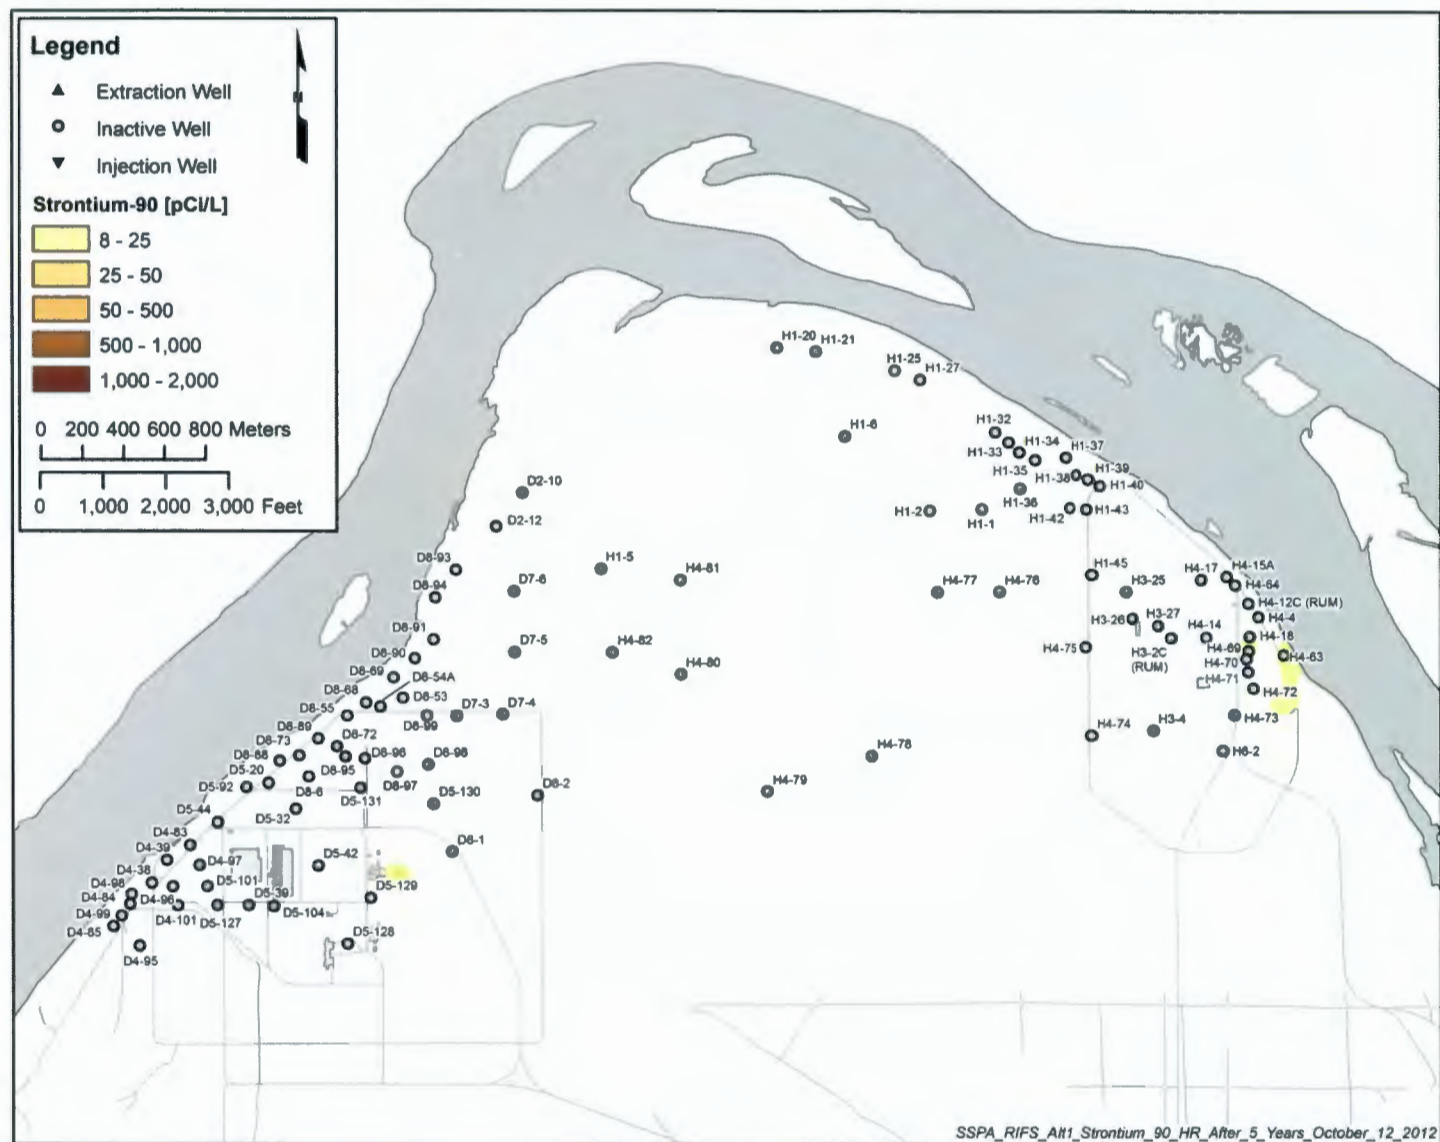 Legend
Extraction Well
Inactive Well
Injection Well
Strontium-90 [pCi/L]
8 - 25
25 - 50
50 - 500
500 - 1,000
1,000 - 2,000
0 200 400 600 800 Meters
0 1,000 2,000 3,000 Feet
H1-20
H1-21
H1-25
H1-27
H1-6
H1-32
H1-33
H1-34
H1-35
H1-37
H1-38
H1-39
H1-40
H1-36
H1-2
H1-1
H1-42
H1-43
D2-10
D2-12
D8-93
D8-94
H1-5
H4-81
D7-6
H4-77
H4-76
H1-45
H3-25
H4-17
H4-15A
H4-64
H4-12C (RUM)
H4-4
H3-26
H3-27
H4-14
H4-18
H4-75
H3-2C
(RUM)
H4-69
H4-70
H4-63
H4-71
H4-72
D8-91
D8-90
D7-5
H4-82
H4-80
D8-69
D8-54A
D8-68
D8-53
D8-55
D8-99
D7-3
D7-4
H4-73
H4-74
H3-4
H6-2
D8-89
D8-72
D8-73
D8-88
D8-96
D8-98
H4-78
D8-95
D8-97
D5-20
D5-92
D8-6
D5-131
D5-130
D8-2
H4-79
D5-44
D5-32
D4-83
D8-1
D4-39
D4-97
D5-42
D4-38
D5-101
D5-39
D5-129
D4-98
D4-84
D4-96
D4-99
D4-101
D5-127
D5-104
D4-85
D5-128
D4-95
SSPA_RIFS_Alt1_Strontium_90_HR_After_5_Years_October_12_2012